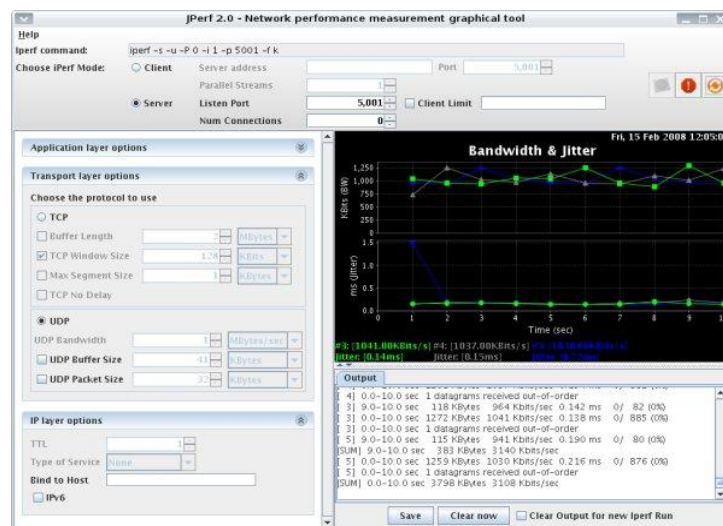 JPerf 2.0 - Network performance measurement graphical tool
Help
Iperf command: iperf -s -u -P 0 -i 1 -p 5001 -f k
Choose iPerf Mode: Client Server address Port 5,001
Parallel Streams 1
Server Listen Port 5,001 Client Limit
Num Connections 0
Application layer options
Transport layer options
Choose the protocol to use
TCP
Buffer Length 2 MBytes
TCP Window Size 128 KBits
Max Segment Size 1 KBytes
TCP No Delay
UDP
UDP Bandwidth 1 MBytes/sec
UDP Buffer Size 41 KBytes
UDP Packet Size 32 KBytes
IP layer options
TTL 1
Type of Service None
Bind to Host
IPv6
Fri, 15 Feb 2008 12:05:0
Bandwidth & Jitter
KBits (BW)
1,250
1,000
750
500
250
0
ms (Jitter)
1.5
1.0
0.5
0.0
0 1 2 3 4 5 6 7 8 9 1
Time (sec)
#3: [1041.00KBits/s] #4: [1037.00KBits/s]
Jitter: [0.14ms] Jitter: [0.15ms]
Output
[ 4] 0.0-10.0 sec 1 datagrams received out-of-order
[ 3] 9.0-10.0 sec 118 KBytes 964 Kbits/sec 0.142 ms 0/ 82 (0%)
[ 3] 0.0-10.0 sec 1272 KBytes 1041 Kbits/sec 0.138 ms 0/ 885 (0%)
[ 3] 0.0-10.0 sec 1 datagrams received out-of-order
[ 5] 9.0-10.0 sec 115 KBytes 941 Kbits/sec 0.190 ms 0/ 80 (0%)
[SUM] 9.0-10.0 sec 383 KBytes 3140 Kbits/sec
[ 5] 0.0-10.0 sec 1259 KBytes 1030 Kbits/sec 0.216 ms 0/ 876 (0%)
[SUM] 0.0-10.0 sec 3798 KBytes 3108 Kbits/sec
Save Clear now Clear Output for new Iperf Run